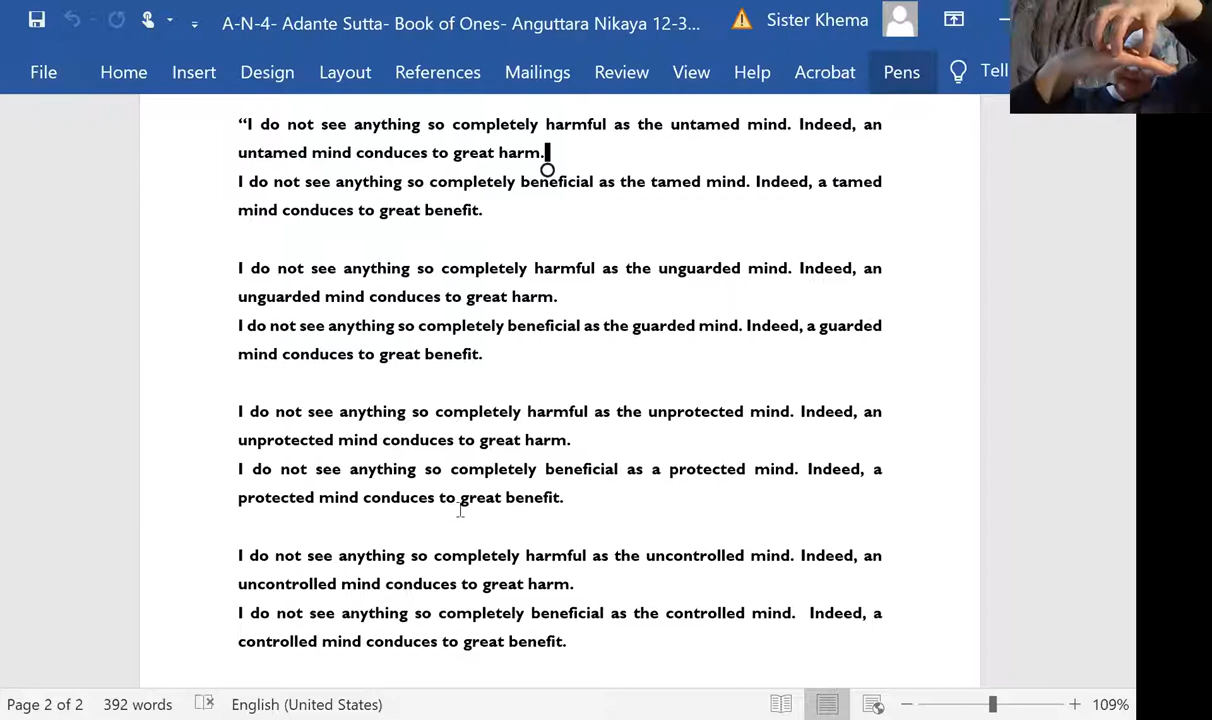 A-N-4- Adante Sutta- Book of Ones- Anguttara Nikaya 12-3... Sister Khema
File Home Insert Design Layout References Mailings Review View Help Acrobat Pens Tell
“I do not see anything so completely harmful as the untamed mind. Indeed, an
untamed mind conduces to great harm.
I do not see anything so completely beneficial as the tamed mind. Indeed, a tamed
mind conduces to great benefit.
I do not see anything so completely harmful as the unguarded mind. Indeed, an
unguarded mind conduces to great harm.
I do not see anything so completely beneficial as the guarded mind. Indeed, a guarded
mind conduces to great benefit.
I do not see anything so completely harmful as the unprotected mind. Indeed, an
unprotected mind conduces to great harm.
I do not see anything so completely beneficial as a protected mind. Indeed, a
protected mind conduces to great benefit.
I do not see anything so completely harmful as the uncontrolled mind. Indeed, an
uncontrolled mind conduces to great harm.
I do not see anything so completely beneficial as the controlled mind. Indeed, a
controlled mind conduces to great benefit.
Page 2 of 2 392 words English (United States) 109%